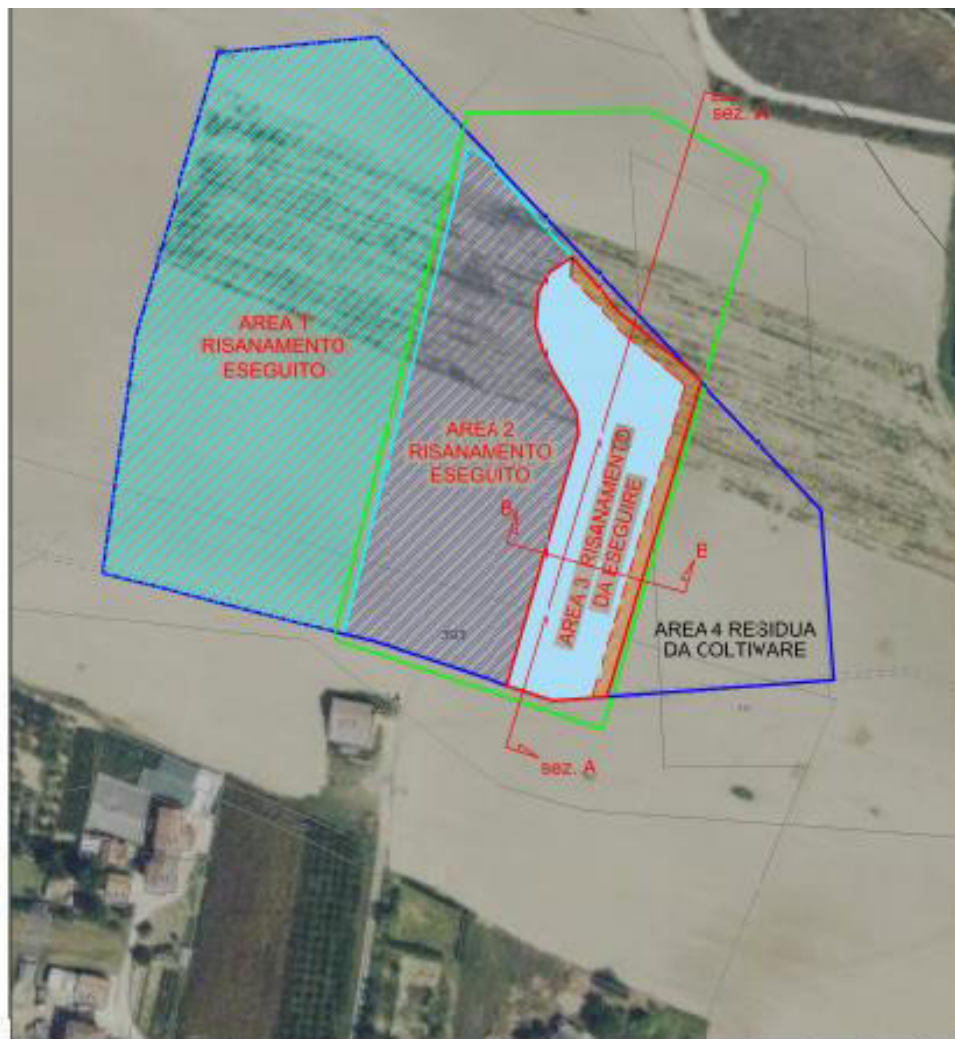 sez. A
AREA 1
RISANAMENTO
ESEGUITO
AREA 2
RISANAMENTO
ESEGUITO
AREA 3 RISANAMENTO
DA ESEGUIRE
B
B
AREA 4 RESIDUA
DA COLTIVARE
393
sez. A